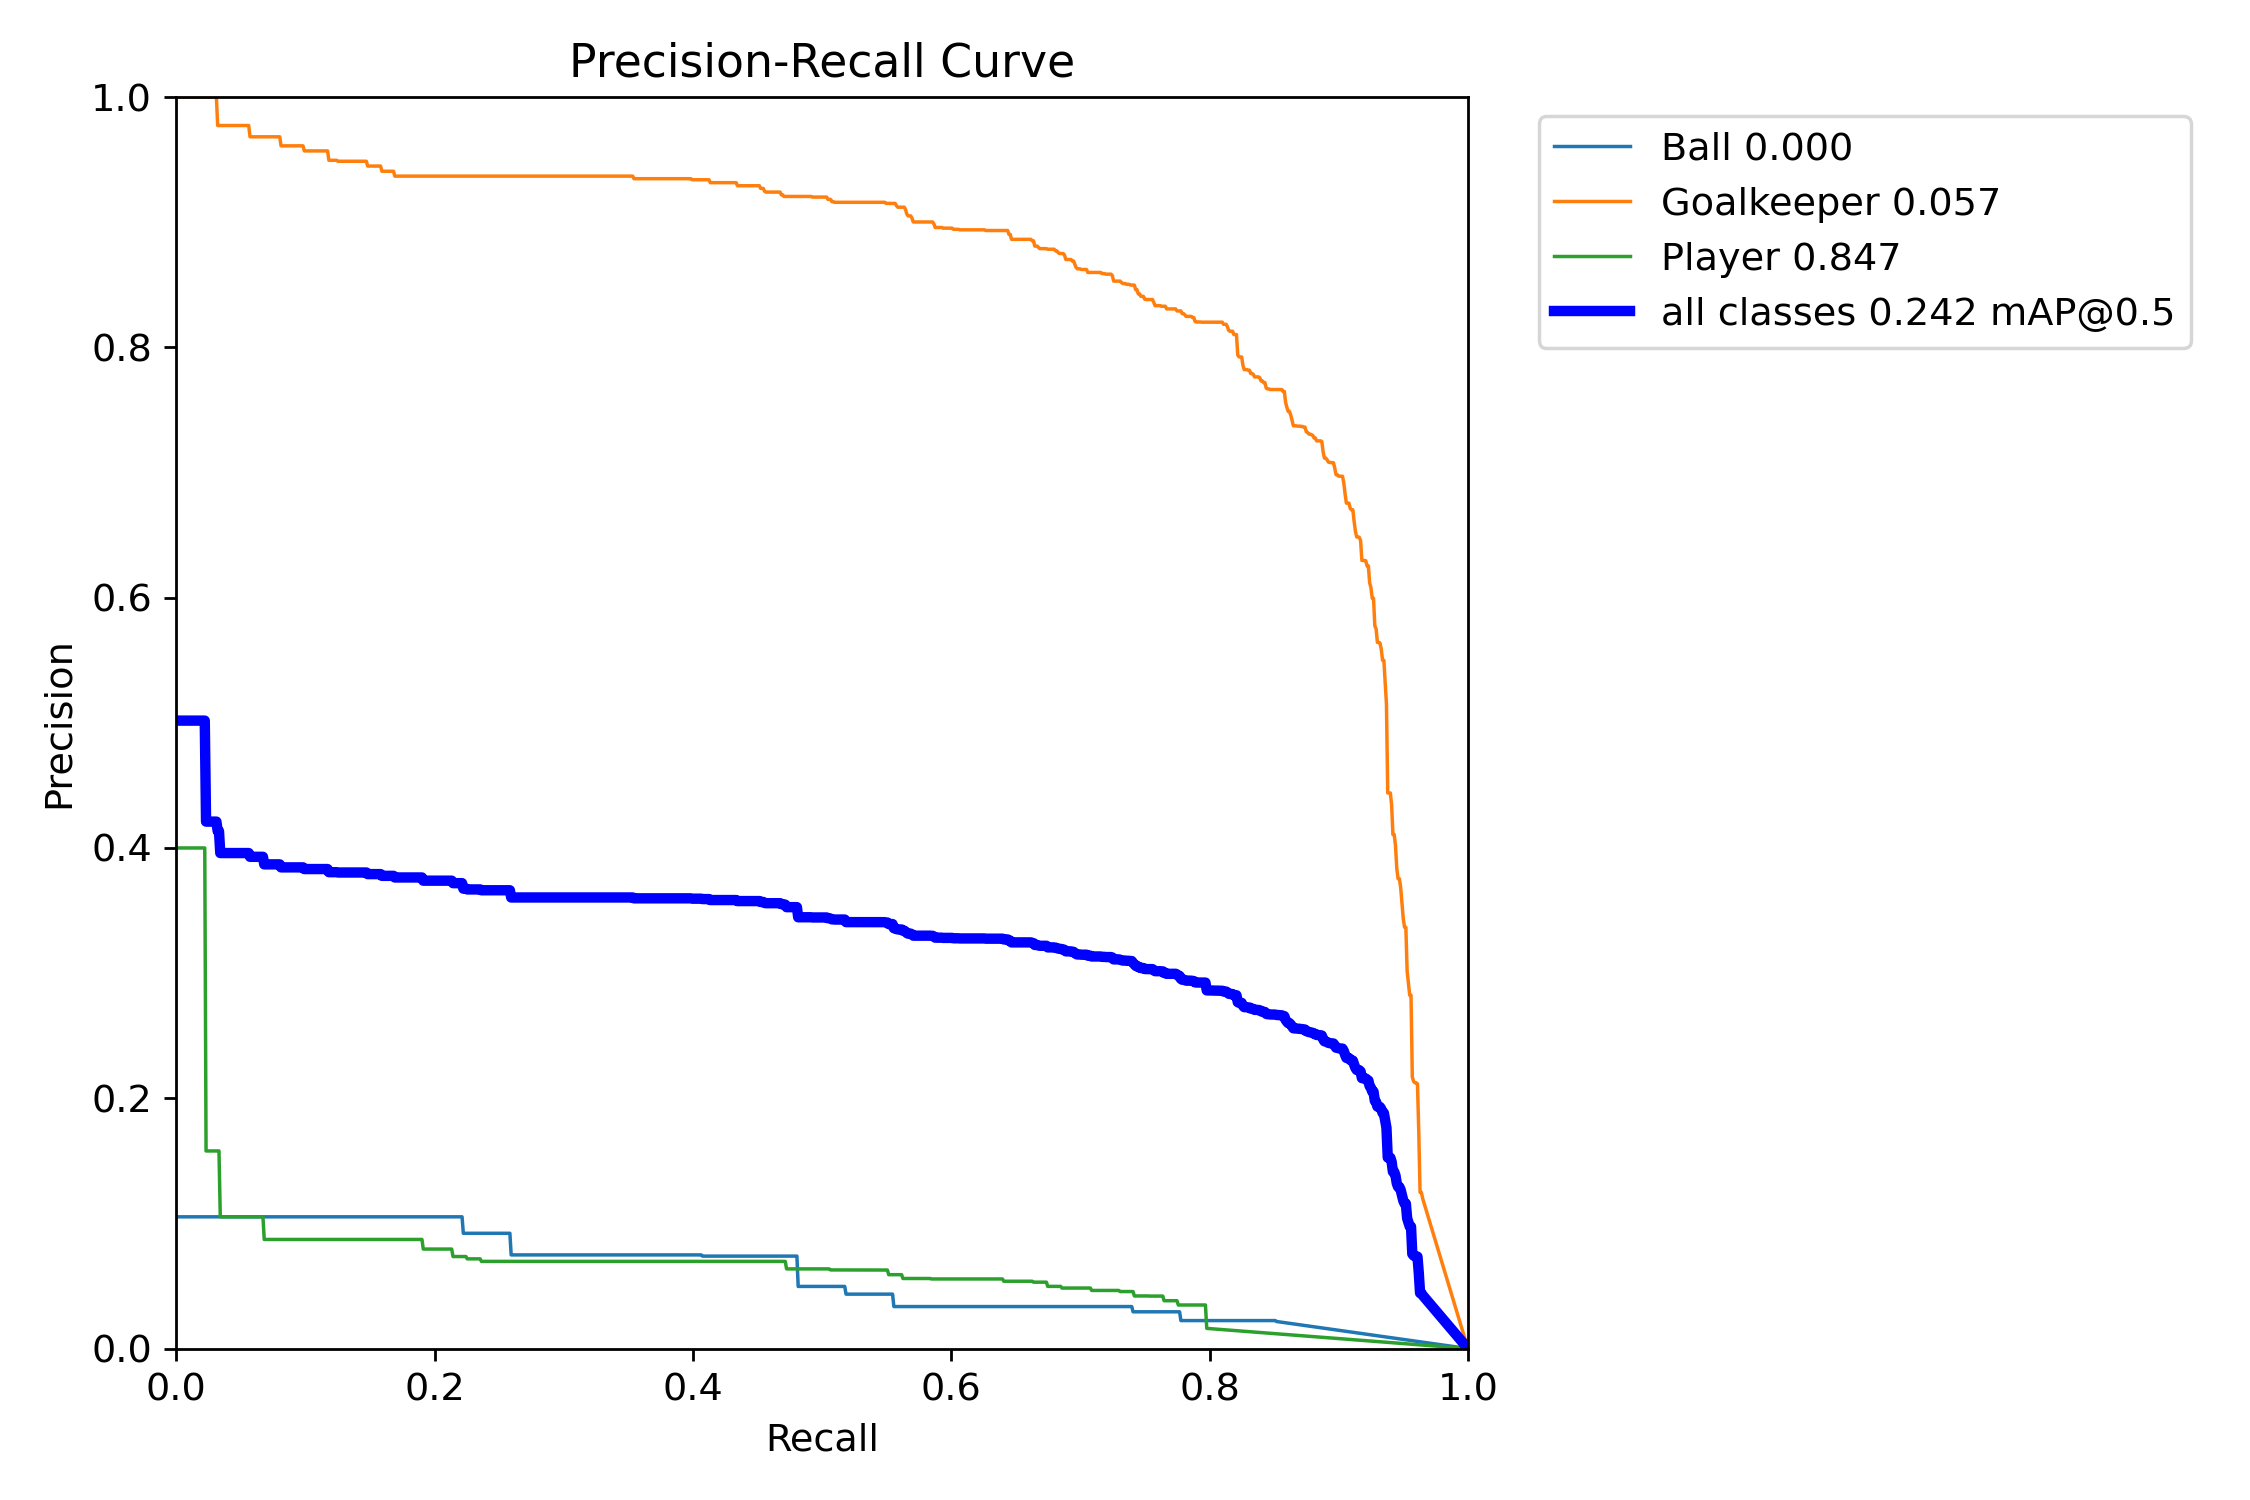 Precision-Recall Curve
1.0
0.8
0.6
0.4
0.2
0.0
Precision
0.0 0.2 0.4 0.6 0.8 1.0
Recall
Ball 0.000
Goalkeeper 0.057
Player 0.847
all classes 0.242 mAP@0.5